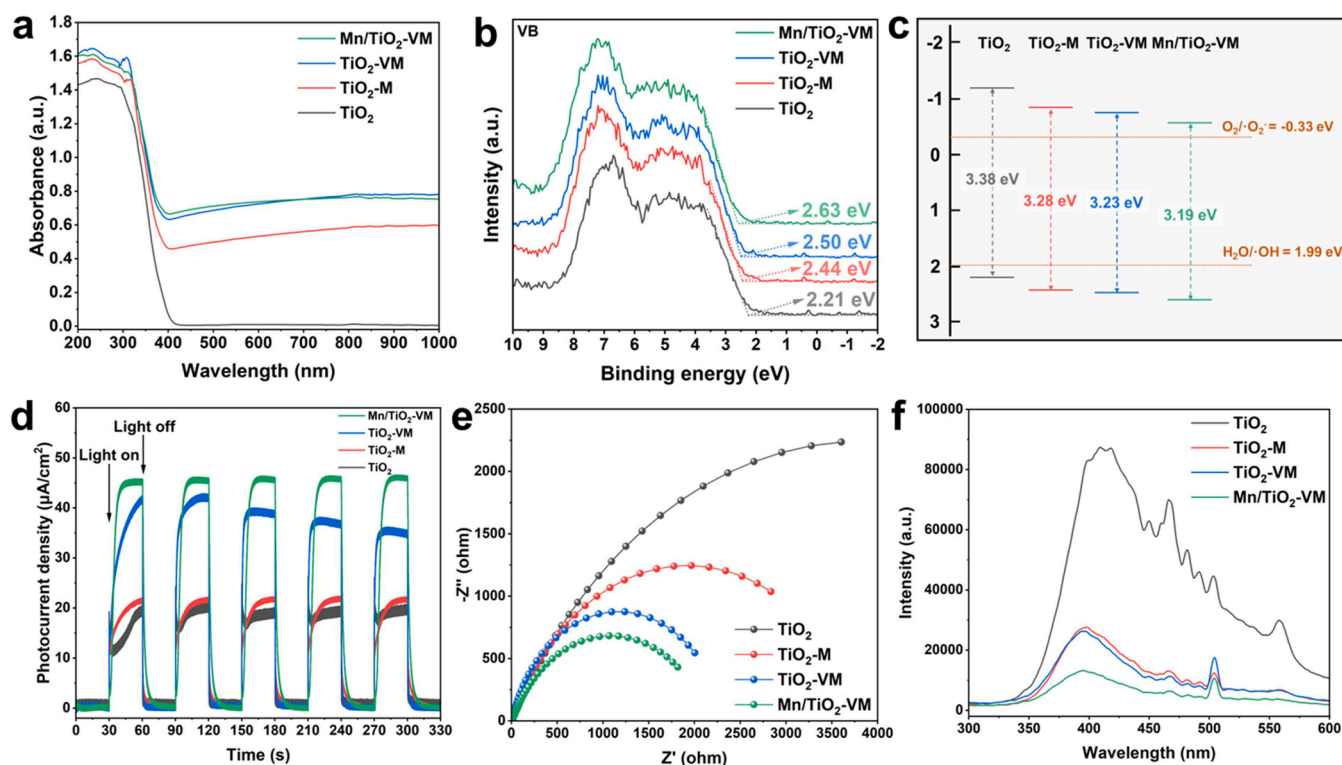 a
Mn/TiO₂-VM
TiO₂-VM
TiO₂-M
TiO₂
Absorbance (a.u.)
1.8
1.6
1.4
1.2
1.0
0.8
0.6
0.4
0.2
0.0
200 300 400 500 600 700 800 900 1000
Wavelength (nm)
b
VB
Mn/TiO₂-VM
TiO₂-VM
TiO₂-M
TiO₂
2.63 eV
2.50 eV
2.44 eV
2.21 eV
Intensity (a.u.)
10 9 8 7 6 5 4 3 2 1 0 -1 -2
Binding energy (eV)
c
TiO₂ TiO₂-M TiO₂-VM Mn/TiO₂-VM
-2
-1
0
1
2
3
O₂/·O₂⁻= -0.33 eV
3.38 eV
3.28 eV
3.23 eV
3.19 eV
H₂O/·OH = 1.99 eV
d
Light off
Light on
Mn/TiO₂-VM
TiO₂-VM
TiO₂-M
TiO₂
Photocurrent density (μA/cm²)
60
50
40
30
20
10
0
0 30 60 90 120 150 180 210 240 270 300 330
Time (s)
e
-Z'' (ohm)
2500
2000
1500
1000
500
0
TiO₂
TiO₂-M
TiO₂-VM
Mn/TiO₂-VM
0 500 1000 1500 2000 2500 3000 3500 4000
Z' (ohm)
f
TiO₂
TiO₂-M
TiO₂-VM
Mn/TiO₂-VM
Intensity (a.u.)
100000
80000
60000
40000
20000
0
300 350 400 450 500 550 600
Wavelength (nm)